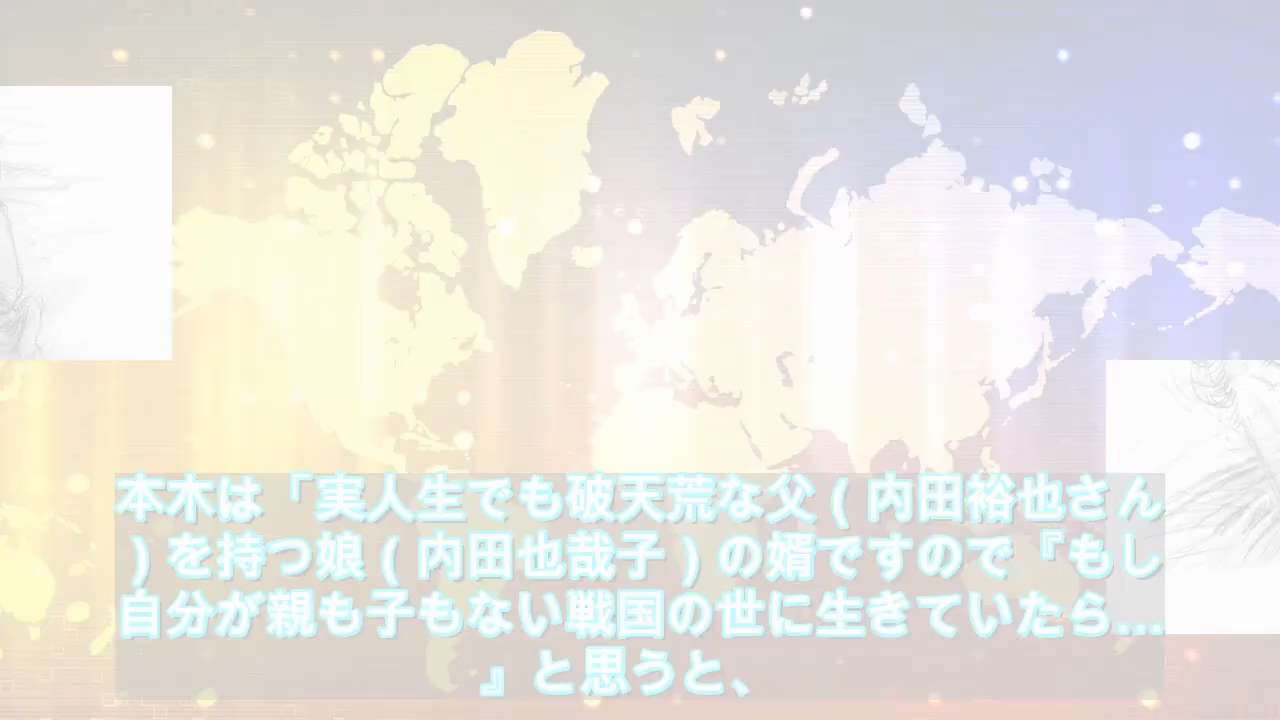 本木は「実人生でも破天荒な父(内田裕也さん
)を持つ娘(内田也哉子)の婿ですので『もし
自分が親も子もない戦国の世に生きていたら...
』と思うと、